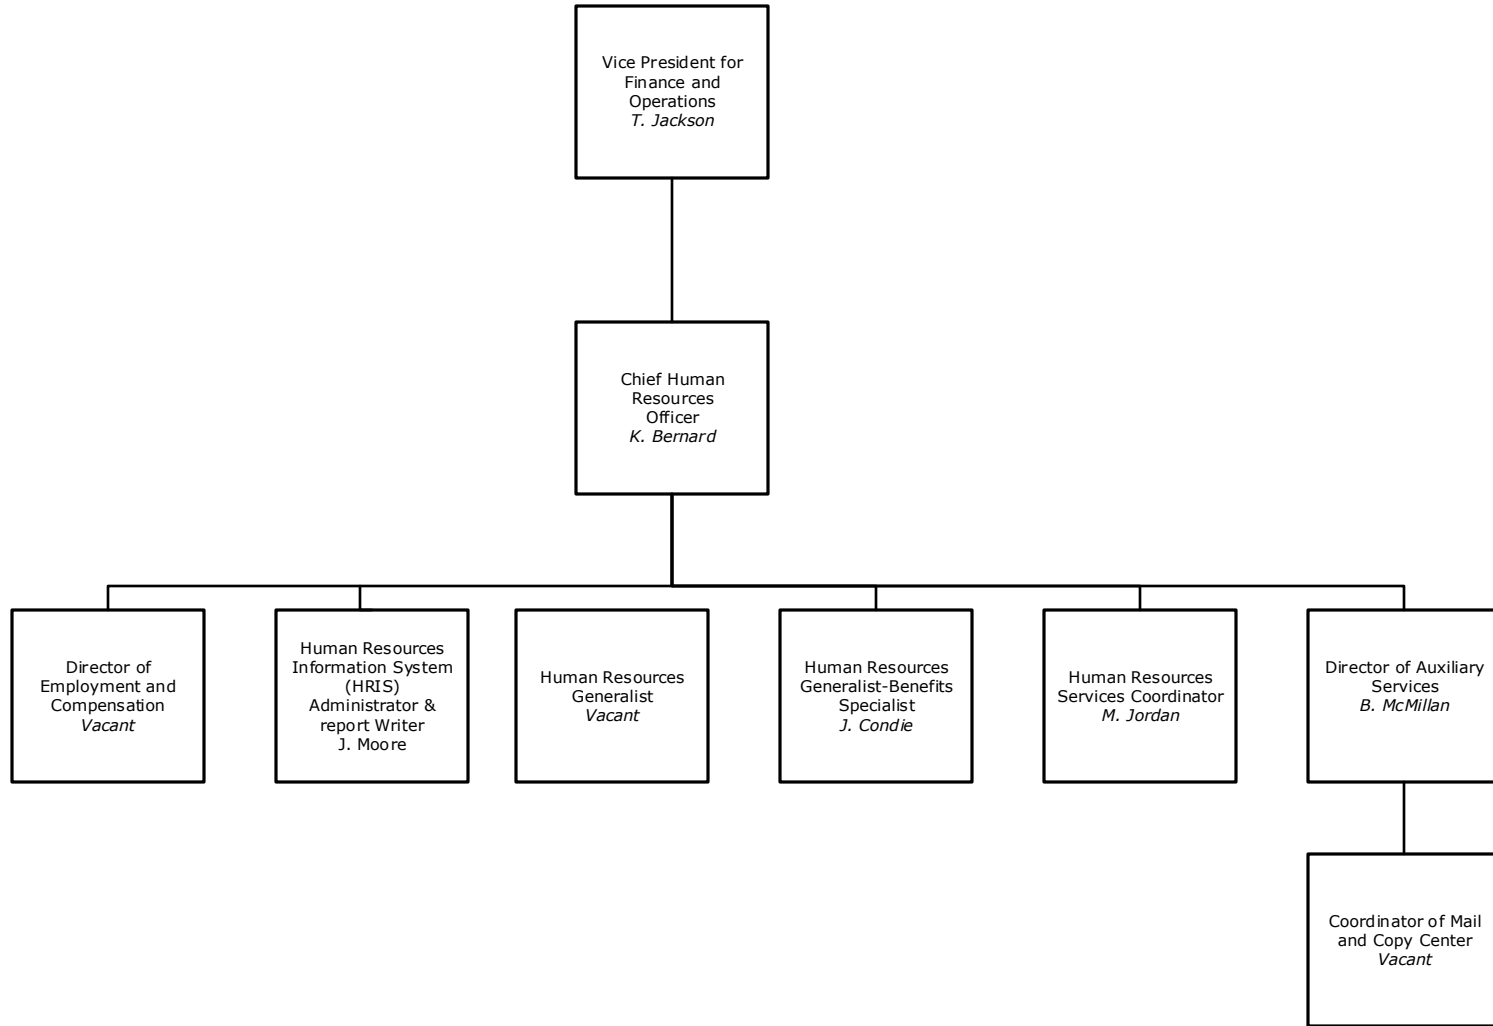 Vice President for
Finance and
Operations
T. Jackson
Chief Human
Resources
Officer
K. Bernard
Director of
Employment and
Compensation
Vacant
Human Resources
Information System
(HRIS)
Administrator &
report Writer
J. Moore
Human Resources
Generalist
Vacant
Human Resources
Generalist-Benefits
Specialist
J. Condie
Human Resources
Services Coordinator
M. Jordan
Director of Auxiliary
Services
B. McMillan
Coordinator of Mail
and Copy Center
Vacant